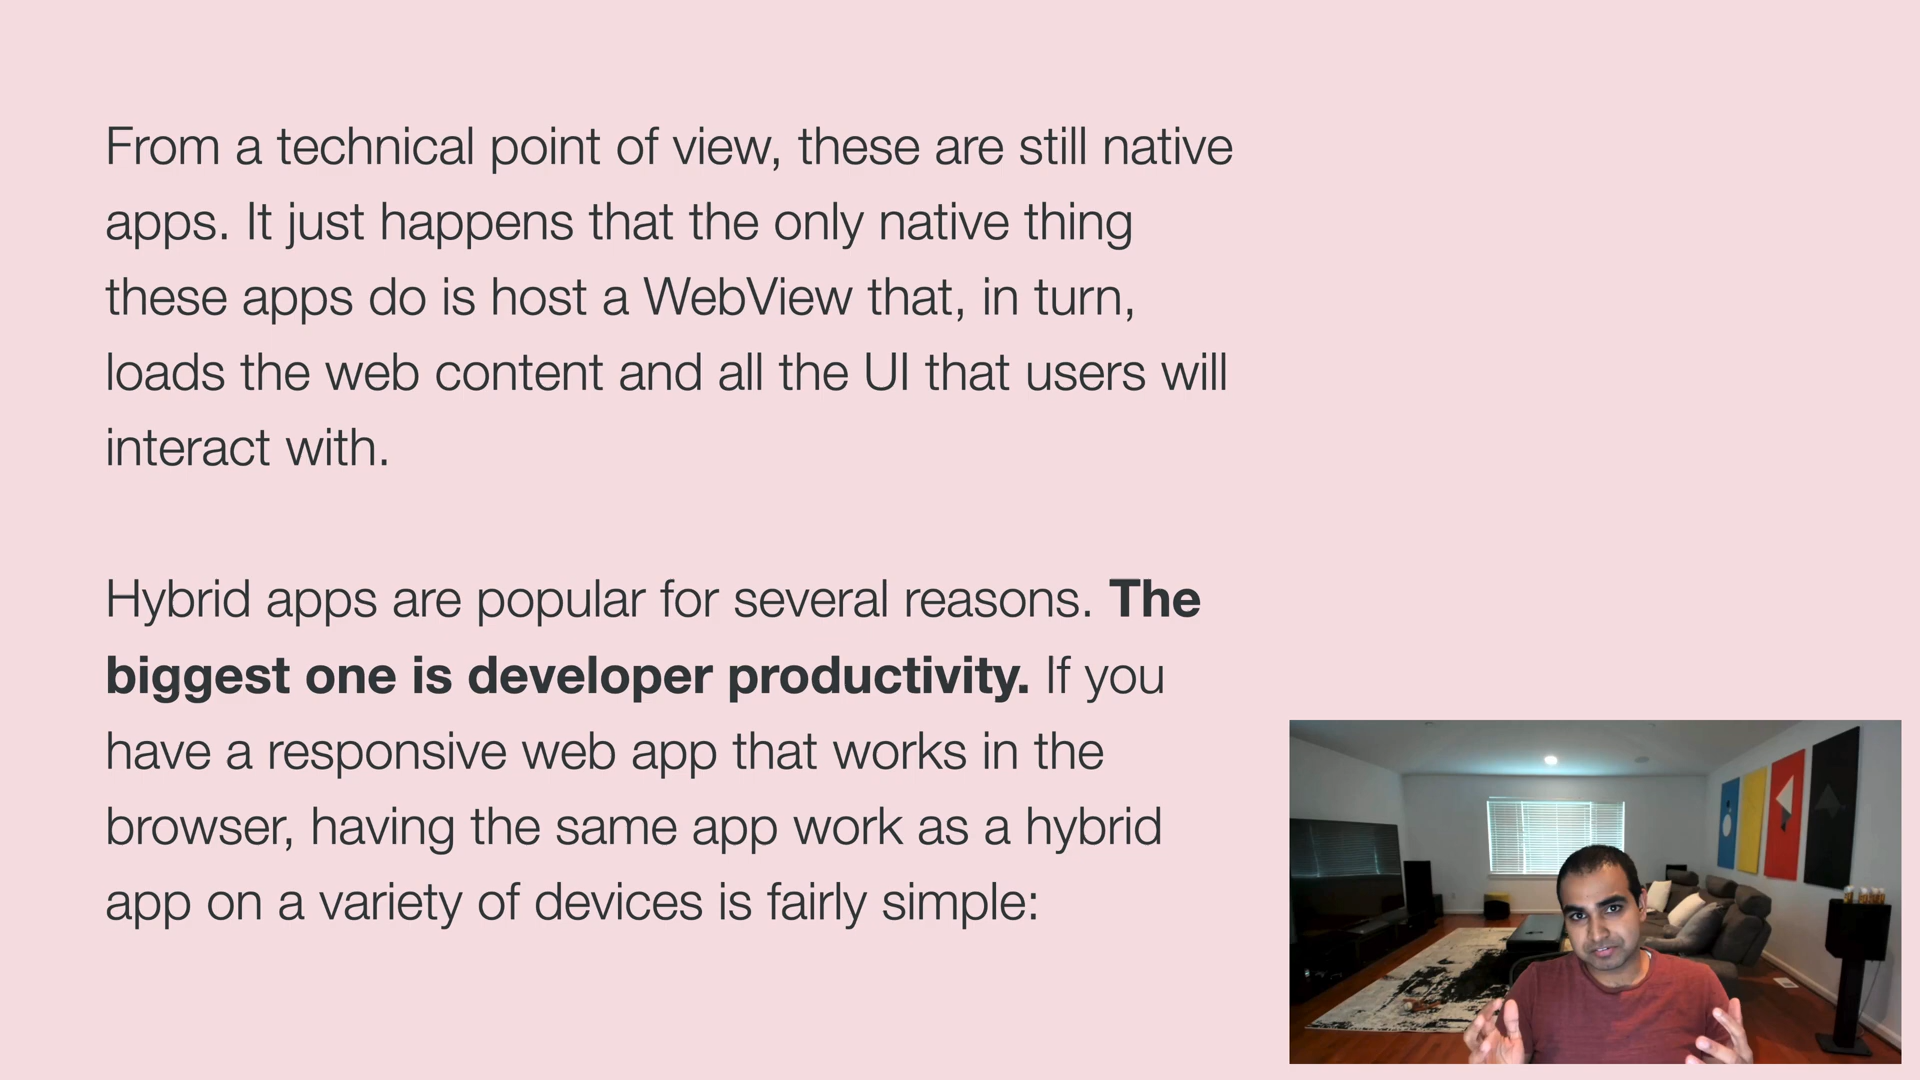 From a technical point of view, these are still native
apps. It just happens that the only native thing
these apps do is host a WebView that, in turn,
loads the web content and all the UI that users will
interact with.
Hybrid apps are popular for several reasons. The
biggest one is developer productivity. If you
have a responsive web app that works in the
browser, having the same app work as a hybrid
app on a variety of devices is fairly simple: